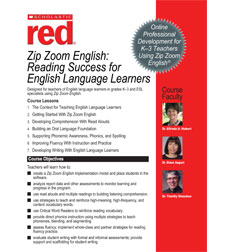 SCHOLASTIC
red
Online
Professional
Development for
K–3 Teachers
Using Zip Zoom
English!
Zip Zoom English:
Reading Success for
English Language Learners
Designed for teachers of English language learners in grades K–3 and ESL
specialists using Zip Zoom English.
Course Lessons
1 The Context for Teaching English Language Learners
2 Getting Started With Zip Zoom English
3 Developing Comprehension With Read Alouds
4 Building an Oral Language Foundation
5 Supporting Phonemic Awareness, Phonics, and Spelling
6 Improving Fluency With Instruction and Practice
7 Developing Writing With English Language Learners
Course Objectives
Teachers will learn how to:
create a Zip Zoom English implementation model and place students in the
software.
analyze report data and other assessments to monitor learning and
progress in the program.
use read alouds and multiple readings to building listening comprehension.
use strategies to teach and reinforce high-meaning, high-frequency, and
content vocabulary words.
use Critical Word Readers to reinforce reading vocabulary.
provide direct phonics instruction using multiple strategies to teach
phonemes, blending, and segmenting.
assess fluency; implement whole-class and partner strategies for reading
fluency practice.
evaluate student writing with formal and informal assessments; provide
support and scaffolding for student writing.
Course
Faculty
Dr. Elfrieda H. Hiebert
Dr. Kevin Feldman
Dr. Timothy Shanahan